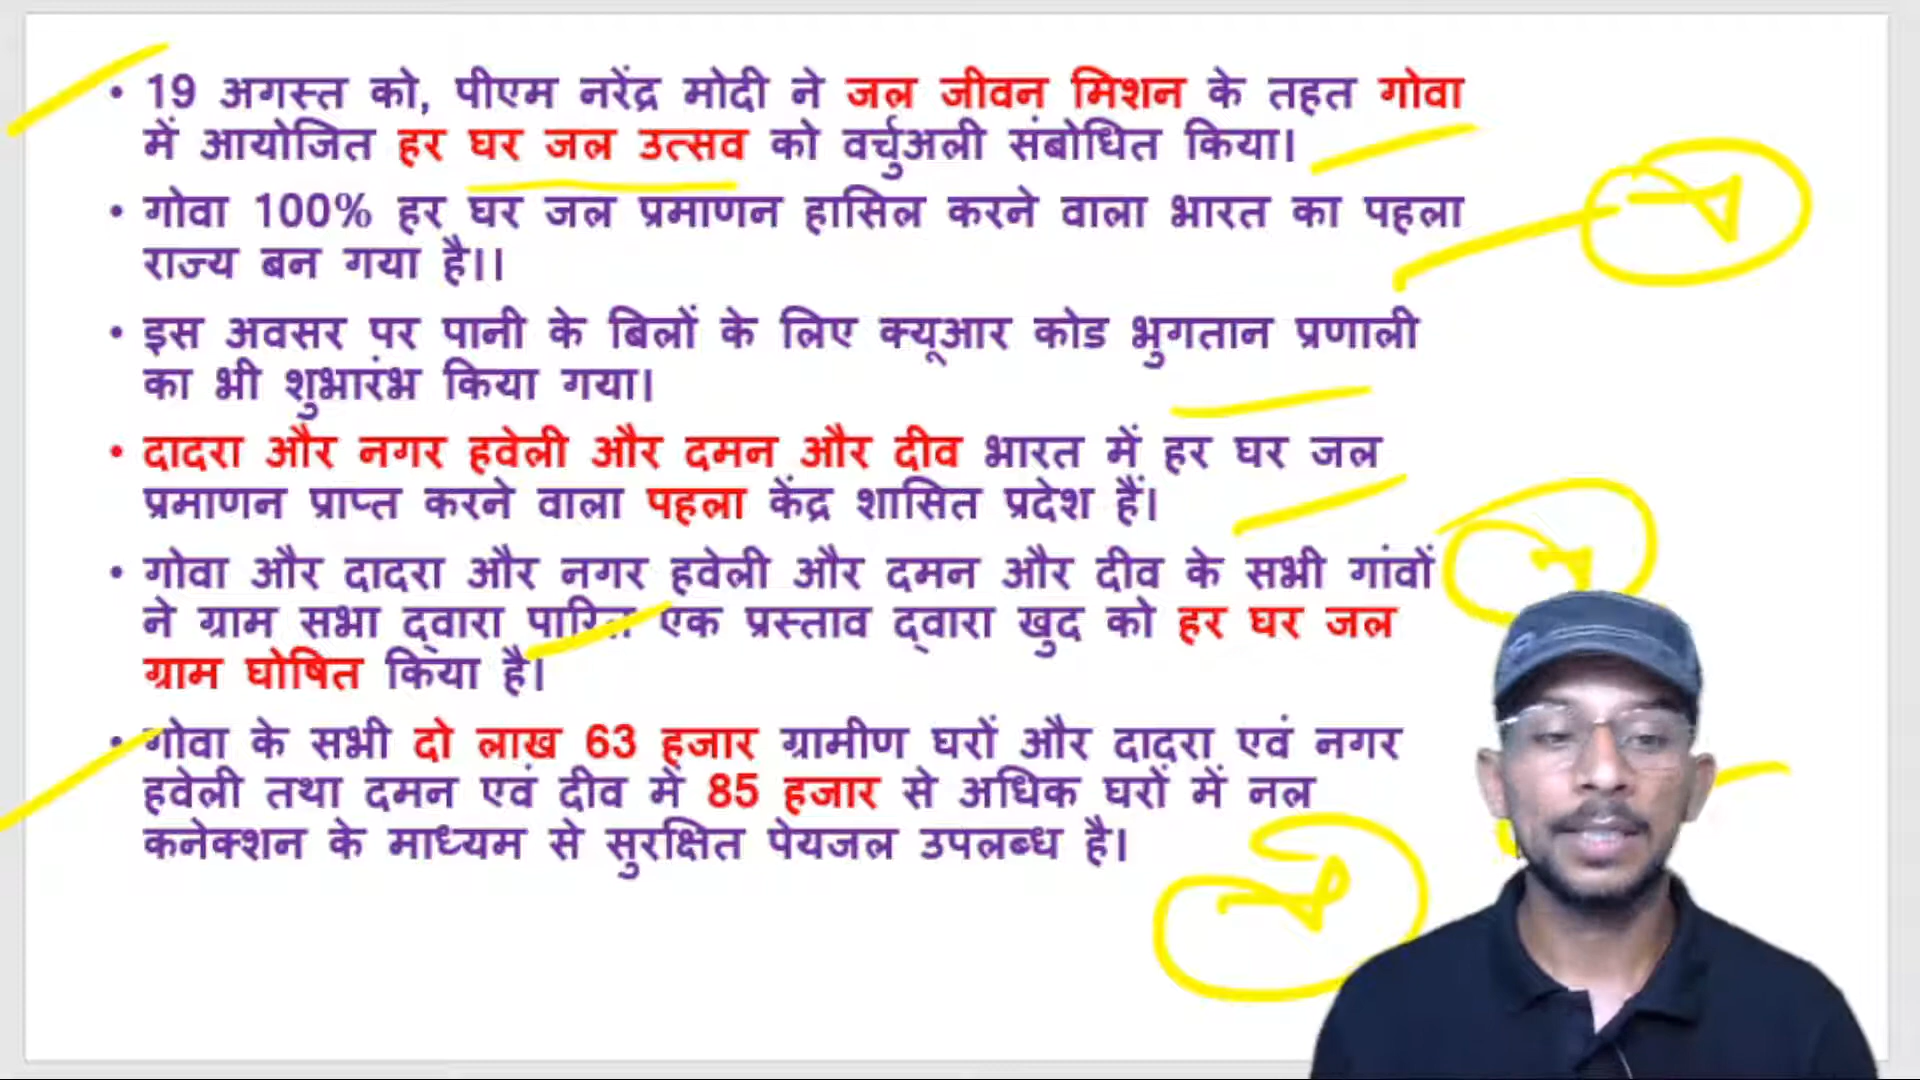 • 19 अगस्त को, पीएम नरेंद्र मोदी ने जल जीवन मिशन के तहत गोवा
में आयोजित हर घर जल उत्सव को वर्चुअली संबोधित किया।
• गोवा 100% हर घर जल प्रमाणन हासिल करने वाला भारत का पहला
राज्य बन गया है।।
• इस अवसर पर पानी के बिलों के लिए क्यूआर कोड भुगतान प्रणाली
का भी शुभारंभ किया गया।
• दादरा और नगर हवेली और दमन और दीव भारत में हर घर जल
प्रमाणन प्राप्त करने वाला पहला केंद्र शासित प्रदेश हैं।
• गोवा और दादरा और नगर हवेली और दमन और दीव के सभी गांवों
ने ग्राम सभा द्वारा पारित एक प्रस्ताव द्वारा खुद को हर घर जल
ग्राम घोषित किया है।
• गोवा के सभी दो लाख 63 हजार ग्रामीण घरों और दादरा एवं नगर
हवेली तथा दमन एवं दीव में 85 हजार से अधिक घरों में नल
कनेक्शन के माध्यम से सुरक्षित पेयजल उपलब्ध है।